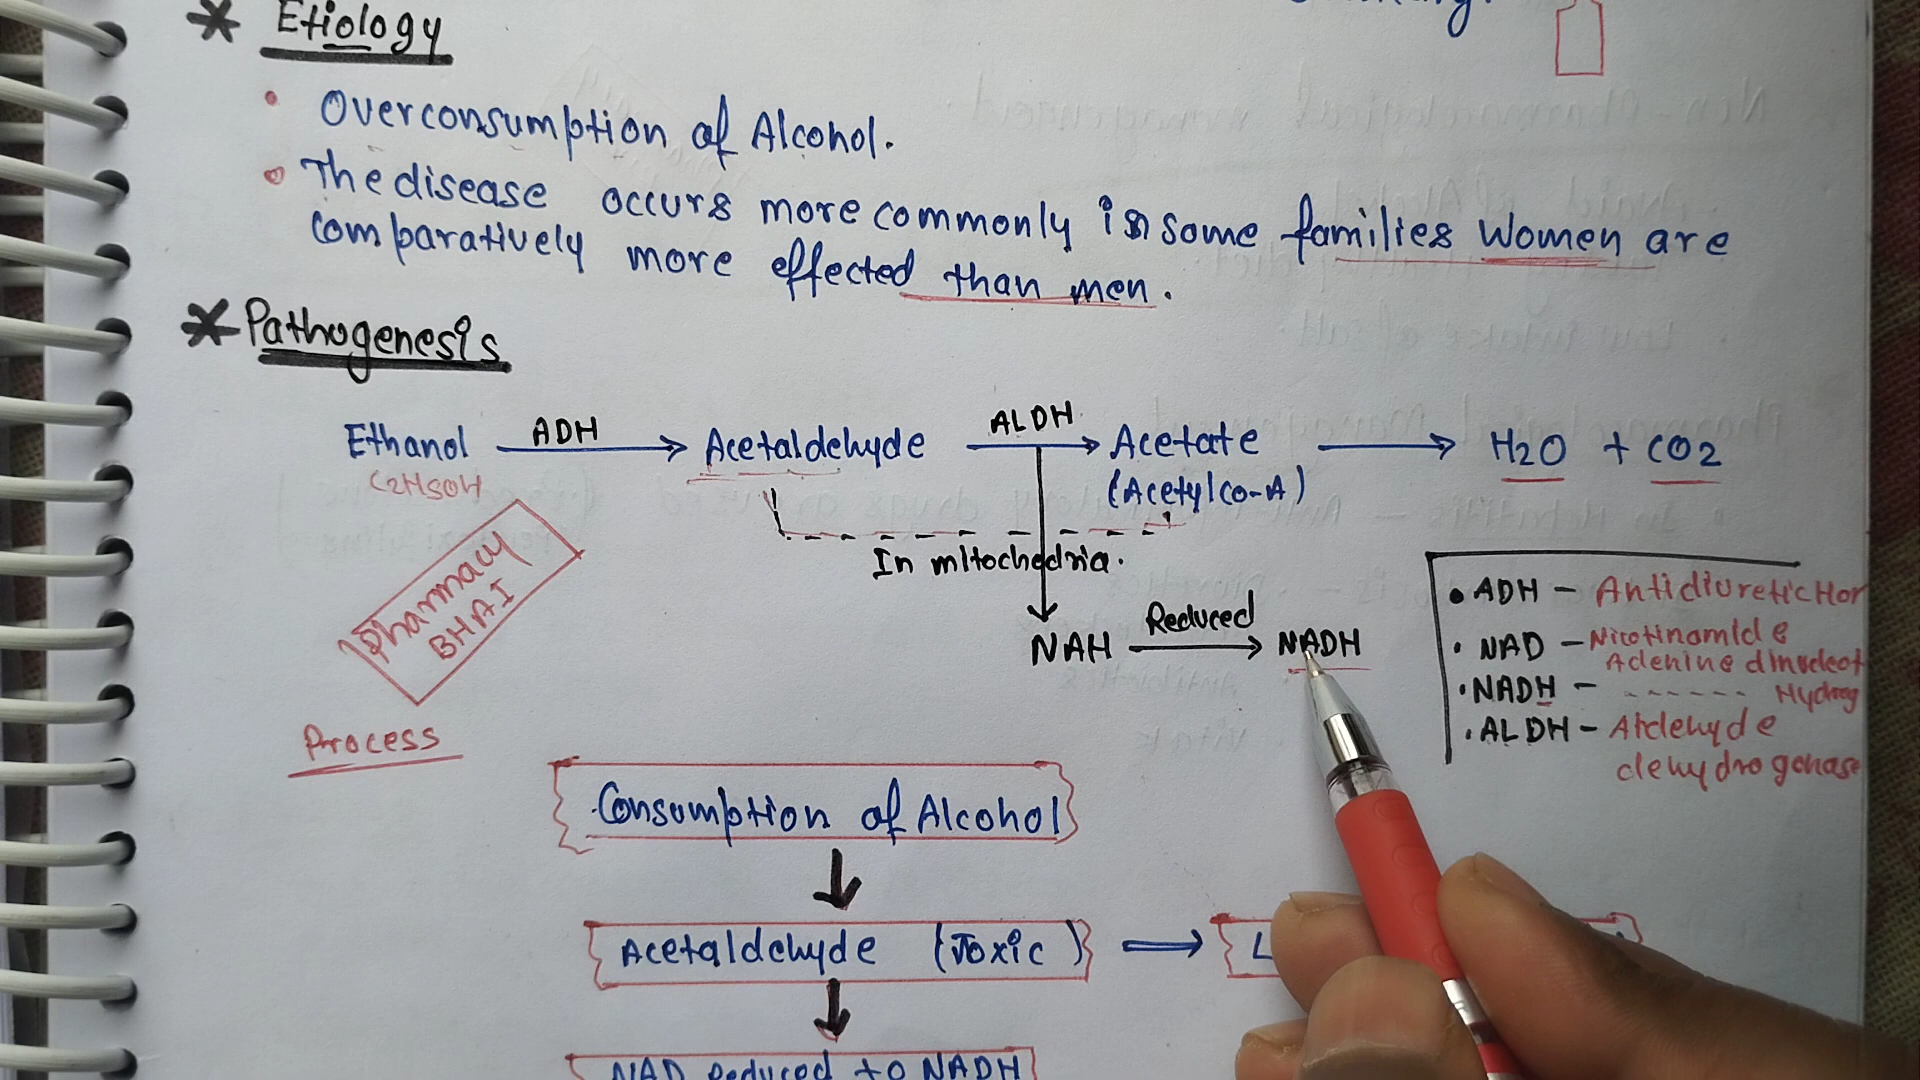 * Etiology
• Overconsumption of Alcohol.
• The disease occurs more commonly in some families Women are
comparatively more effected than men.
* Pathogenesis
Ethanol ADH Acetaldehyde ALDH Acetate H2O + CO2
C2H5OH (Acetyl Co-A)
In mitochedria.
NAH Reduced NADH
Pharmacy
BHAI
• ADH - Antidiuretic Hor
• NAD - Nicotinamide
Adenine dinucleot
• NADH - ------ Hydrog
• ALDH - Aldehyde
dehydrogenase
Process
Consumption of Alcohol
Acetaldehyde (Toxic)
L
NAD Reduced to NADH